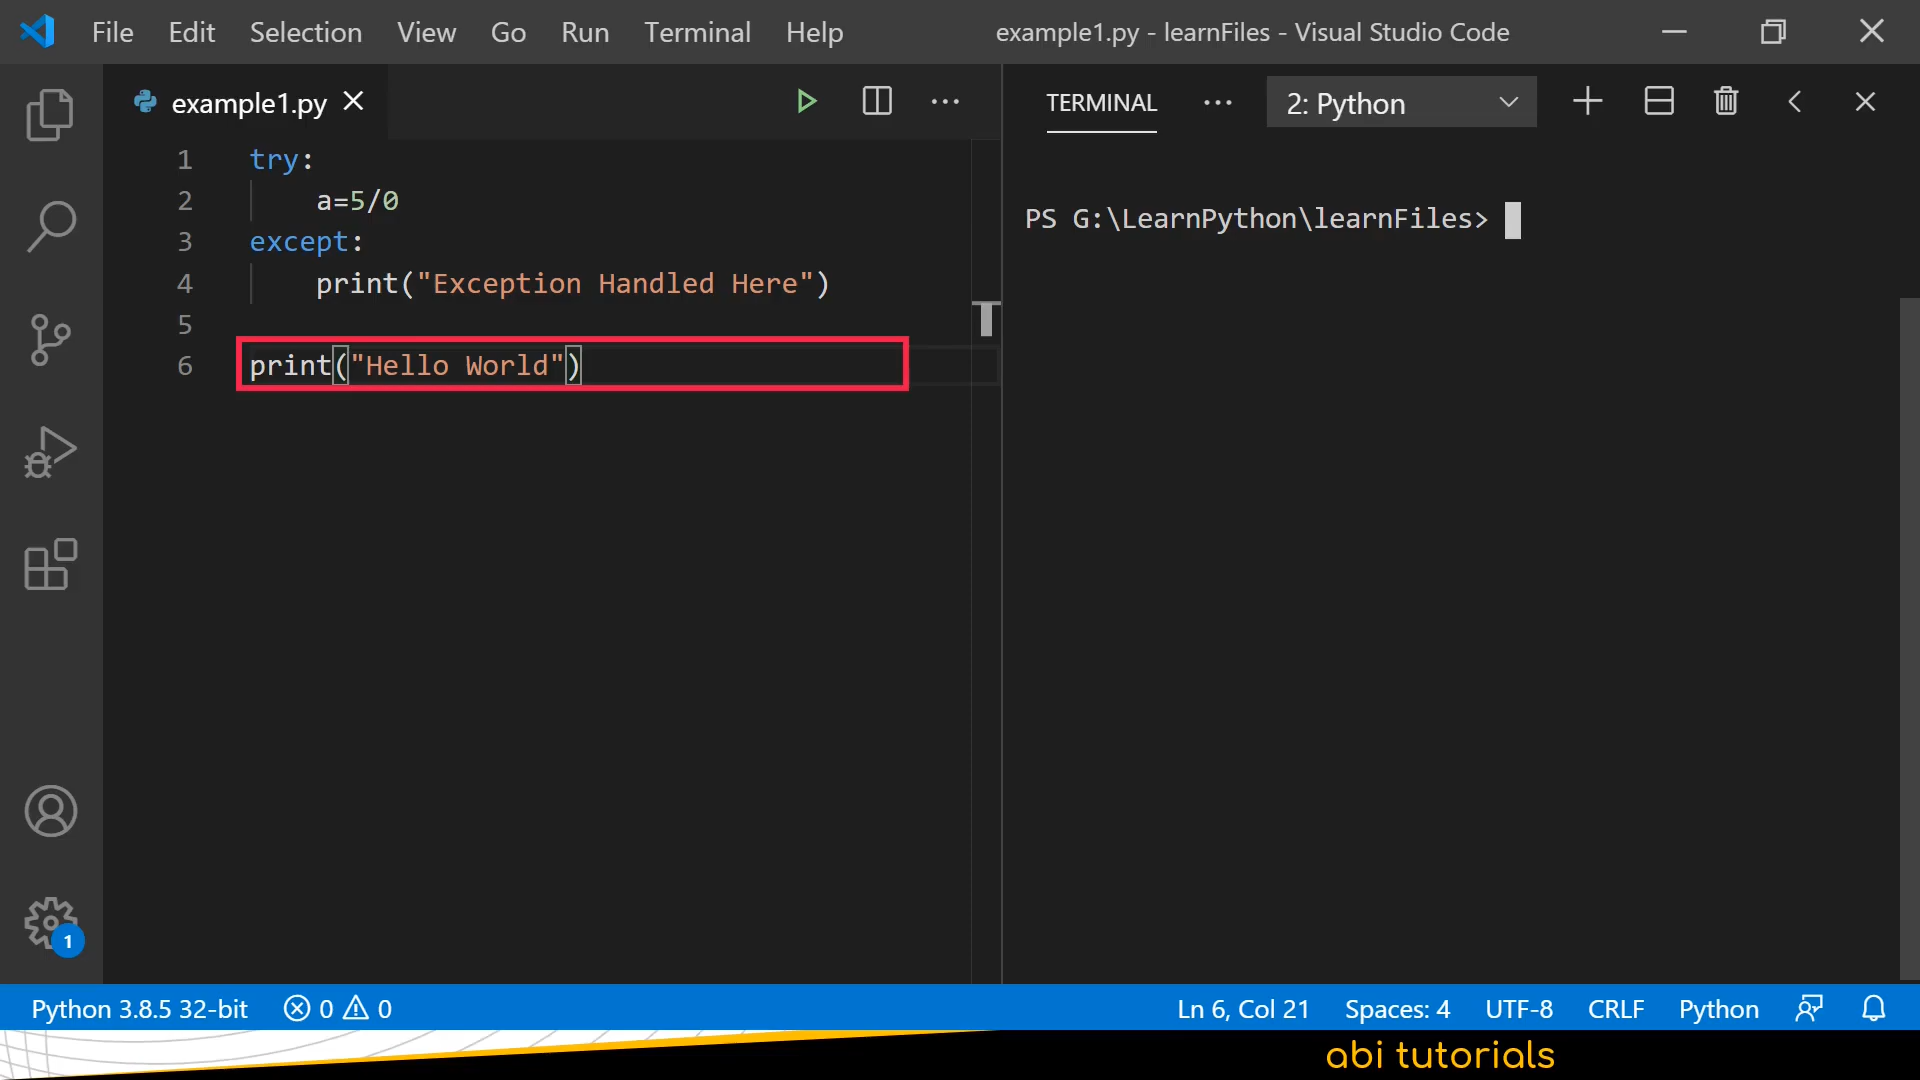 File Edit Selection View Go Run Terminal Help example1.py - learnFiles - Visual Studio Code
example1.py
TERMINAL 2: Python
1 try:
2 a=5/0
3 except:
4 print("Exception Handled Here")
5
6 print("Hello World")
PS G:\LearnPython\learnFiles>
1
Python 3.8.5 32-bit 0 0 Ln 6, Col 21 Spaces: 4 UTF-8 CRLF Python
abi tutorials